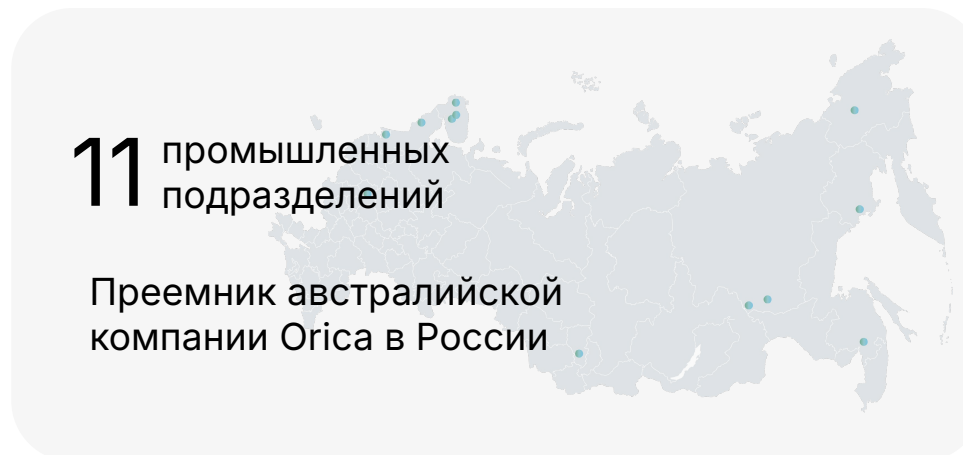 11 промышленных
подразделений
Преемник австралийской
компании Orica в России